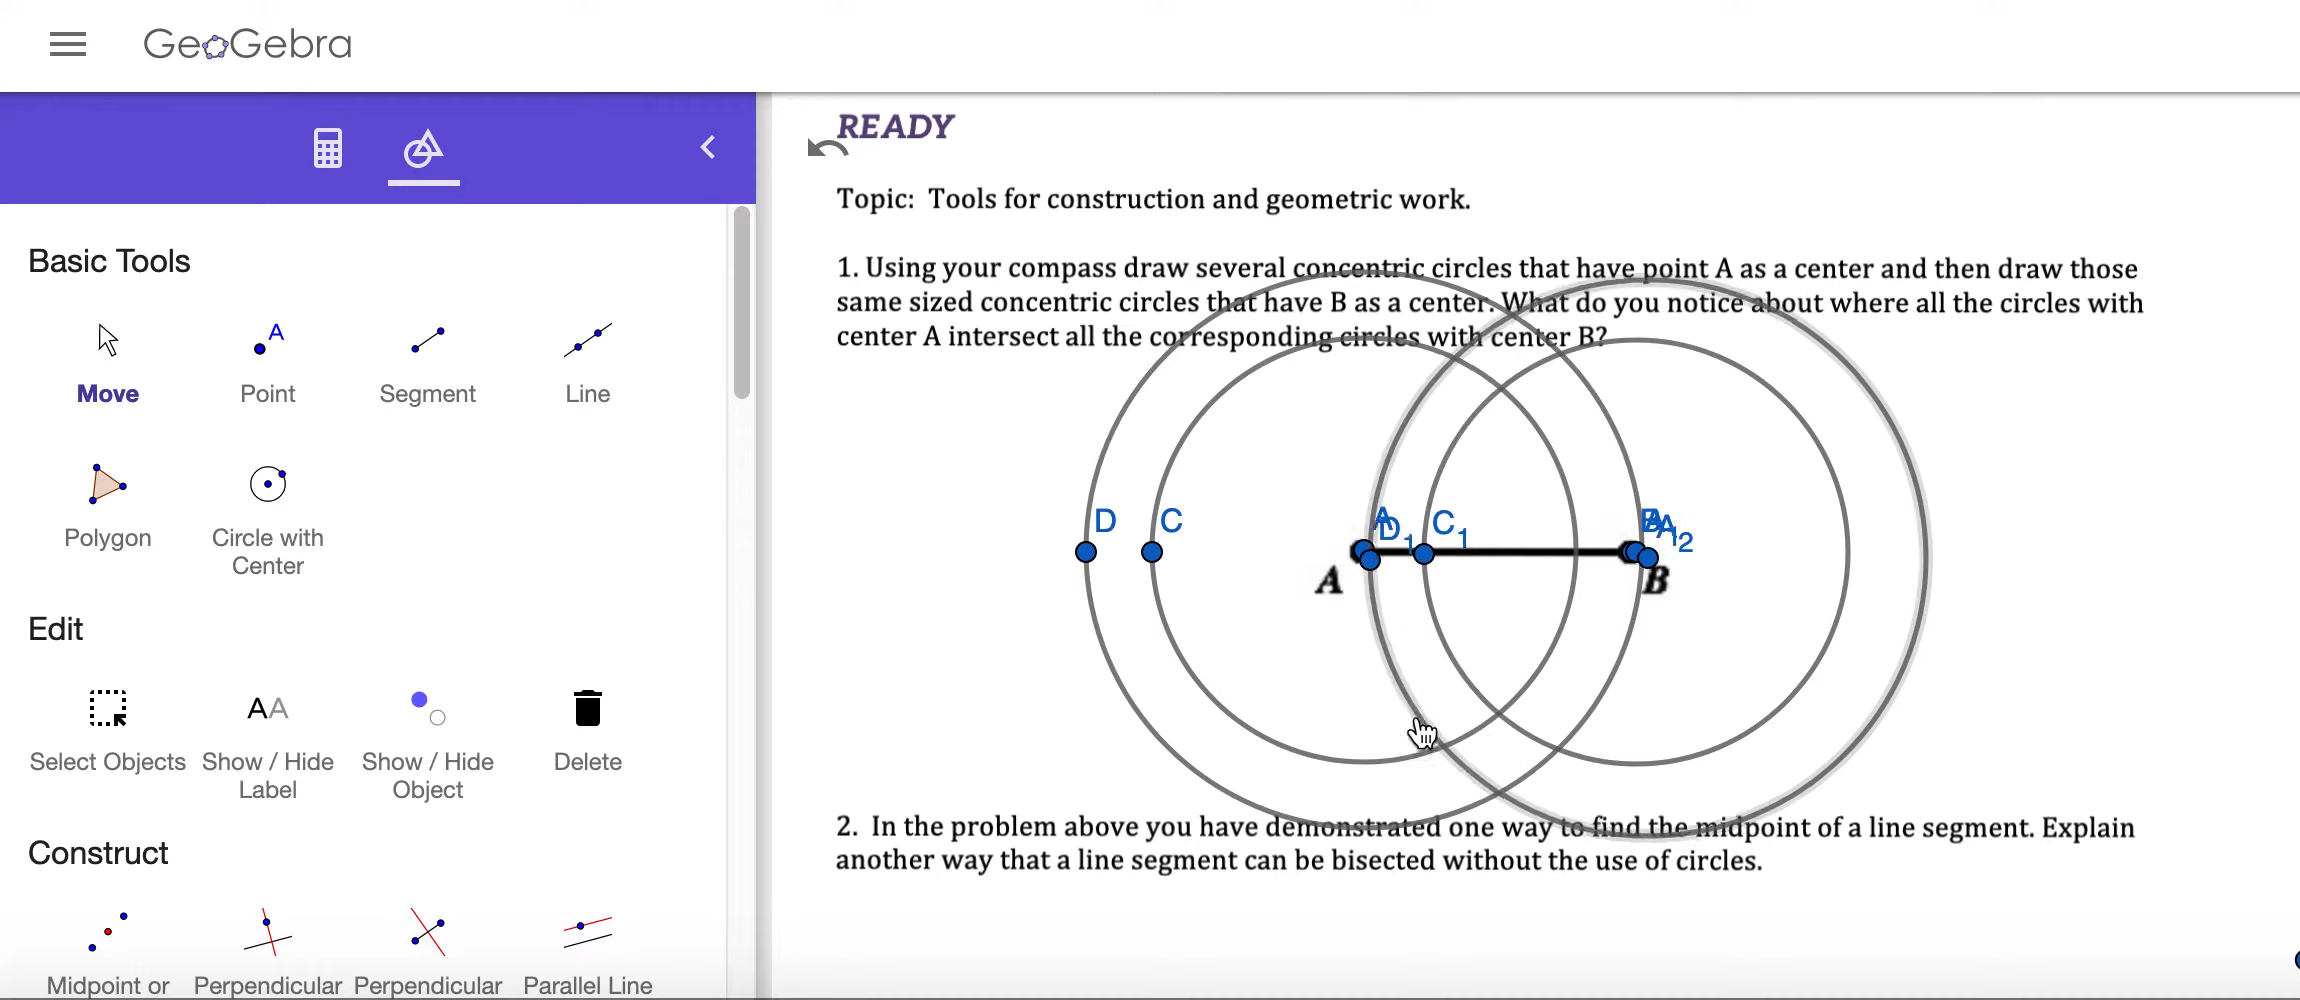 GeoGebra
Basic Tools
A
Move Point Segment Line
Polygon Circle with Center
Edit
AA
Select Objects Show / Hide Label Show / Hide Object Delete
Construct
Midpoint or Perpendicular Perpendicular Parallel Line
READY
Topic: Tools for construction and geometric work.
1. Using your compass draw several concentric circles that have point A as a center and then draw those
same sized concentric circles that have B as a center. What do you notice about where all the circles with
center A intersect all the corresponding circles with center B?
D C A D1 C1 B A1 A2
A B
2. In the problem above you have demonstrated one way to find the midpoint of a line segment. Explain
another way that a line segment can be bisected without the use of circles.